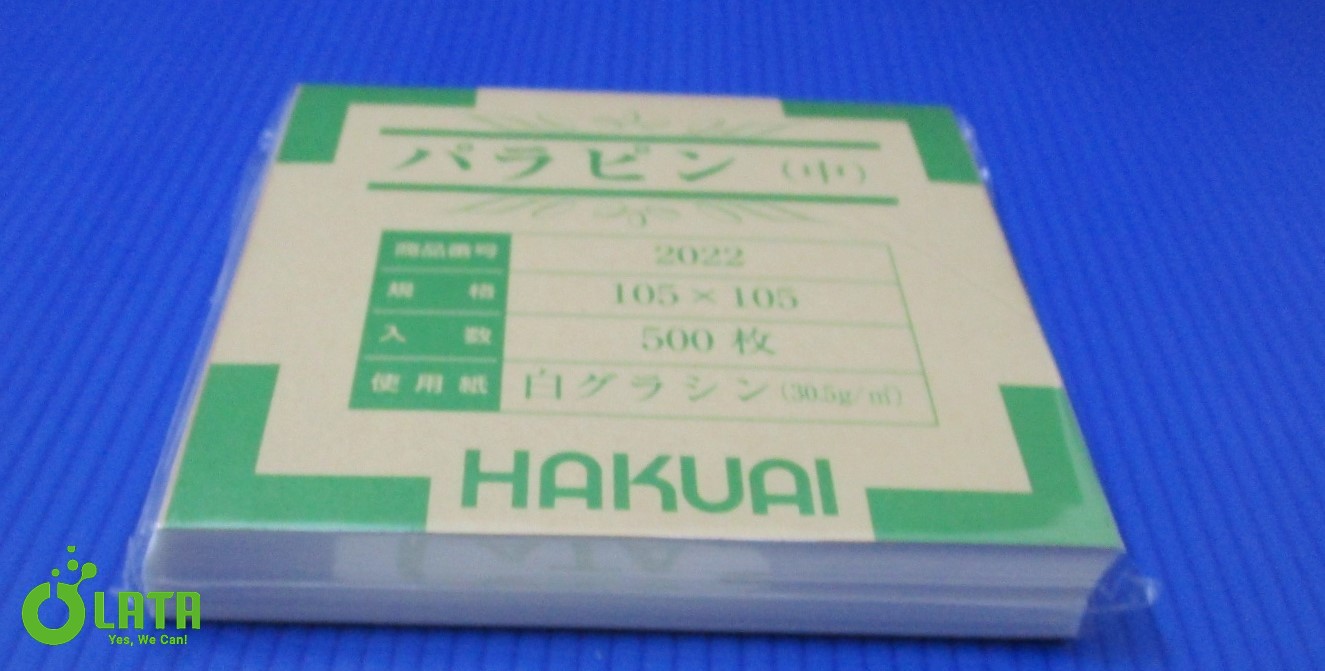 パラピン (中)
商品番号 2022
規格 105×105
入数 500 枚
使用紙 白グラシン (30.5g/㎡)
HAKUAI
LATA
Yes, We Can!